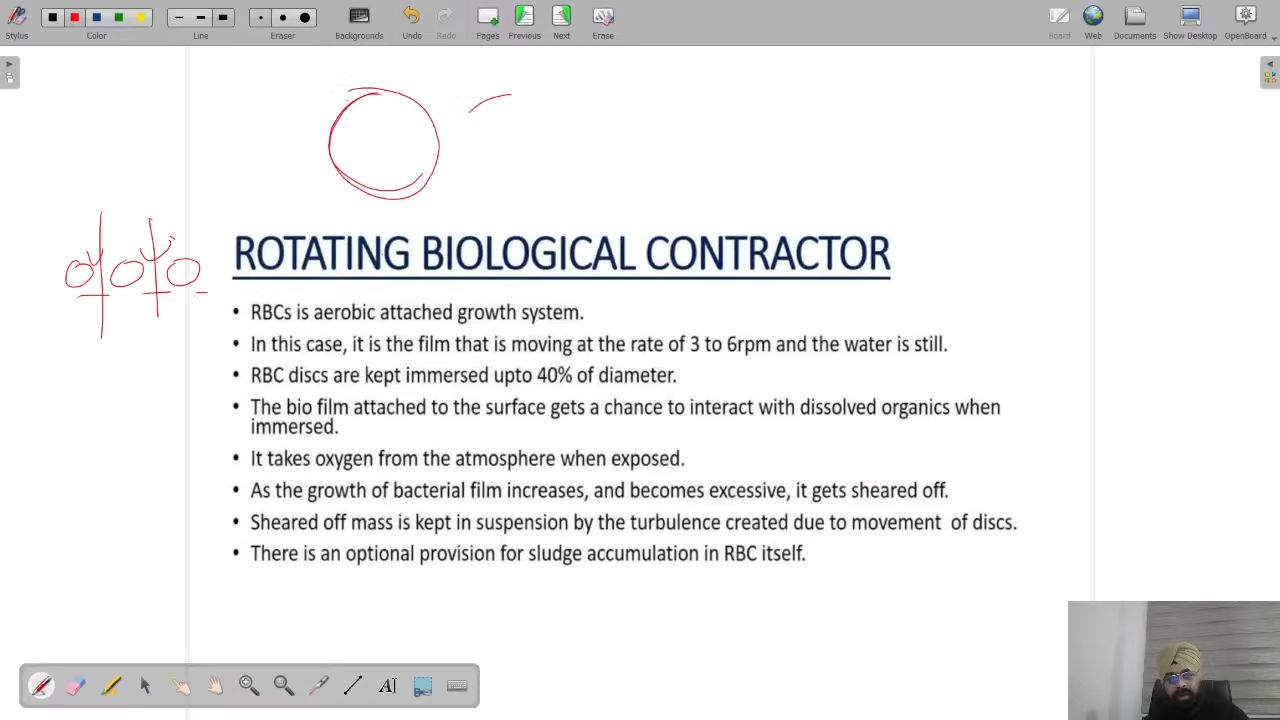 Stylus Color Line Eraser Backgrounds Undo Redo Pages Previous Next Erase Board Web Documents Show Desktop OpenBoard
ROTATING BIOLOGICAL CONTRACTOR
• RBCs is aerobic attached growth system.
• In this case, it is the film that is moving at the rate of 3 to 6rpm and the water is still.
• RBC discs are kept immersed upto 40% of diameter.
• The bio film attached to the surface gets a chance to interact with dissolved organics when
immersed.
• It takes oxygen from the atmosphere when exposed.
• As the growth of bacterial film increases, and becomes excessive, it gets sheared off.
• Sheared off mass is kept in suspension by the turbulence created due to movement of discs.
• There is an optional provision for sludge accumulation in RBC itself.